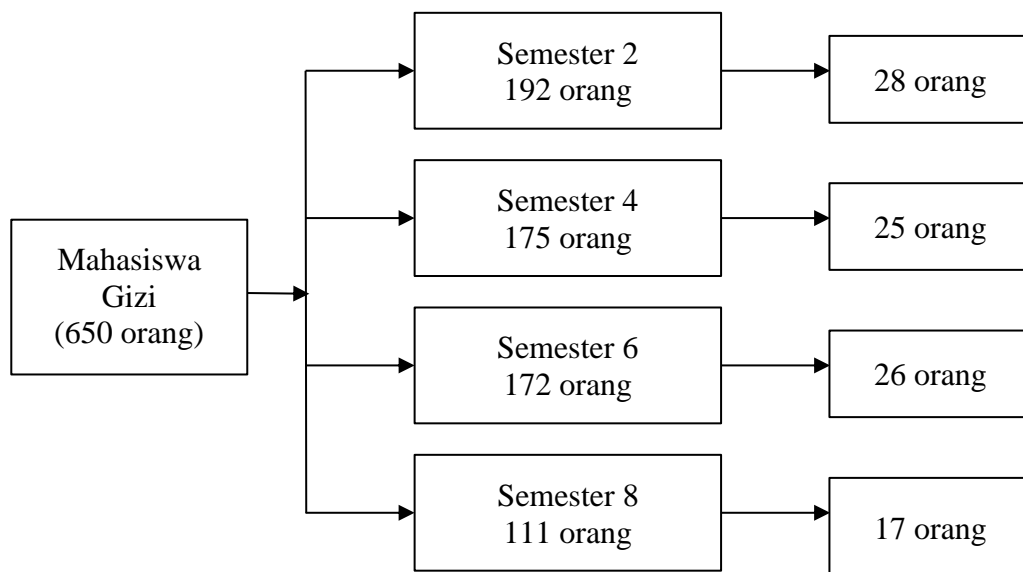 Mahasiswa
Gizi
(650 orang)
Semester 2
192 orang
28 orang
Semester 4
175 orang
25 orang
Semester 6
172 orang
26 orang
Semester 8
111 orang
17 orang